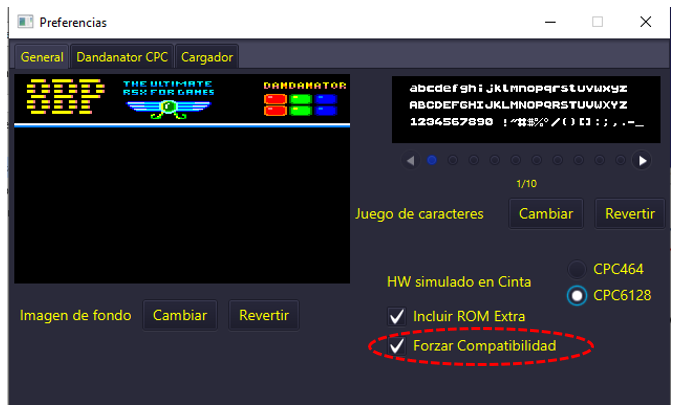 Preferencias
General Dandanator CPC Cargador
8BP THE ULTIMATE DANDANATOR
RSX FOR GAMES
abcdefghijklmnopqrstuvwxyz
ABCDEFGHIJKLMNOPQRSTUVWXYZ
1234567890 !"#$%°/()[]:;,.-_
1/10
Juego de caracteres Cambiar Revertir
HW simulado en Cinta
CPC464
CPC6128
Imagen de fondo Cambiar Revertir
Incluir ROM Extra
Forzar Compatibilidad